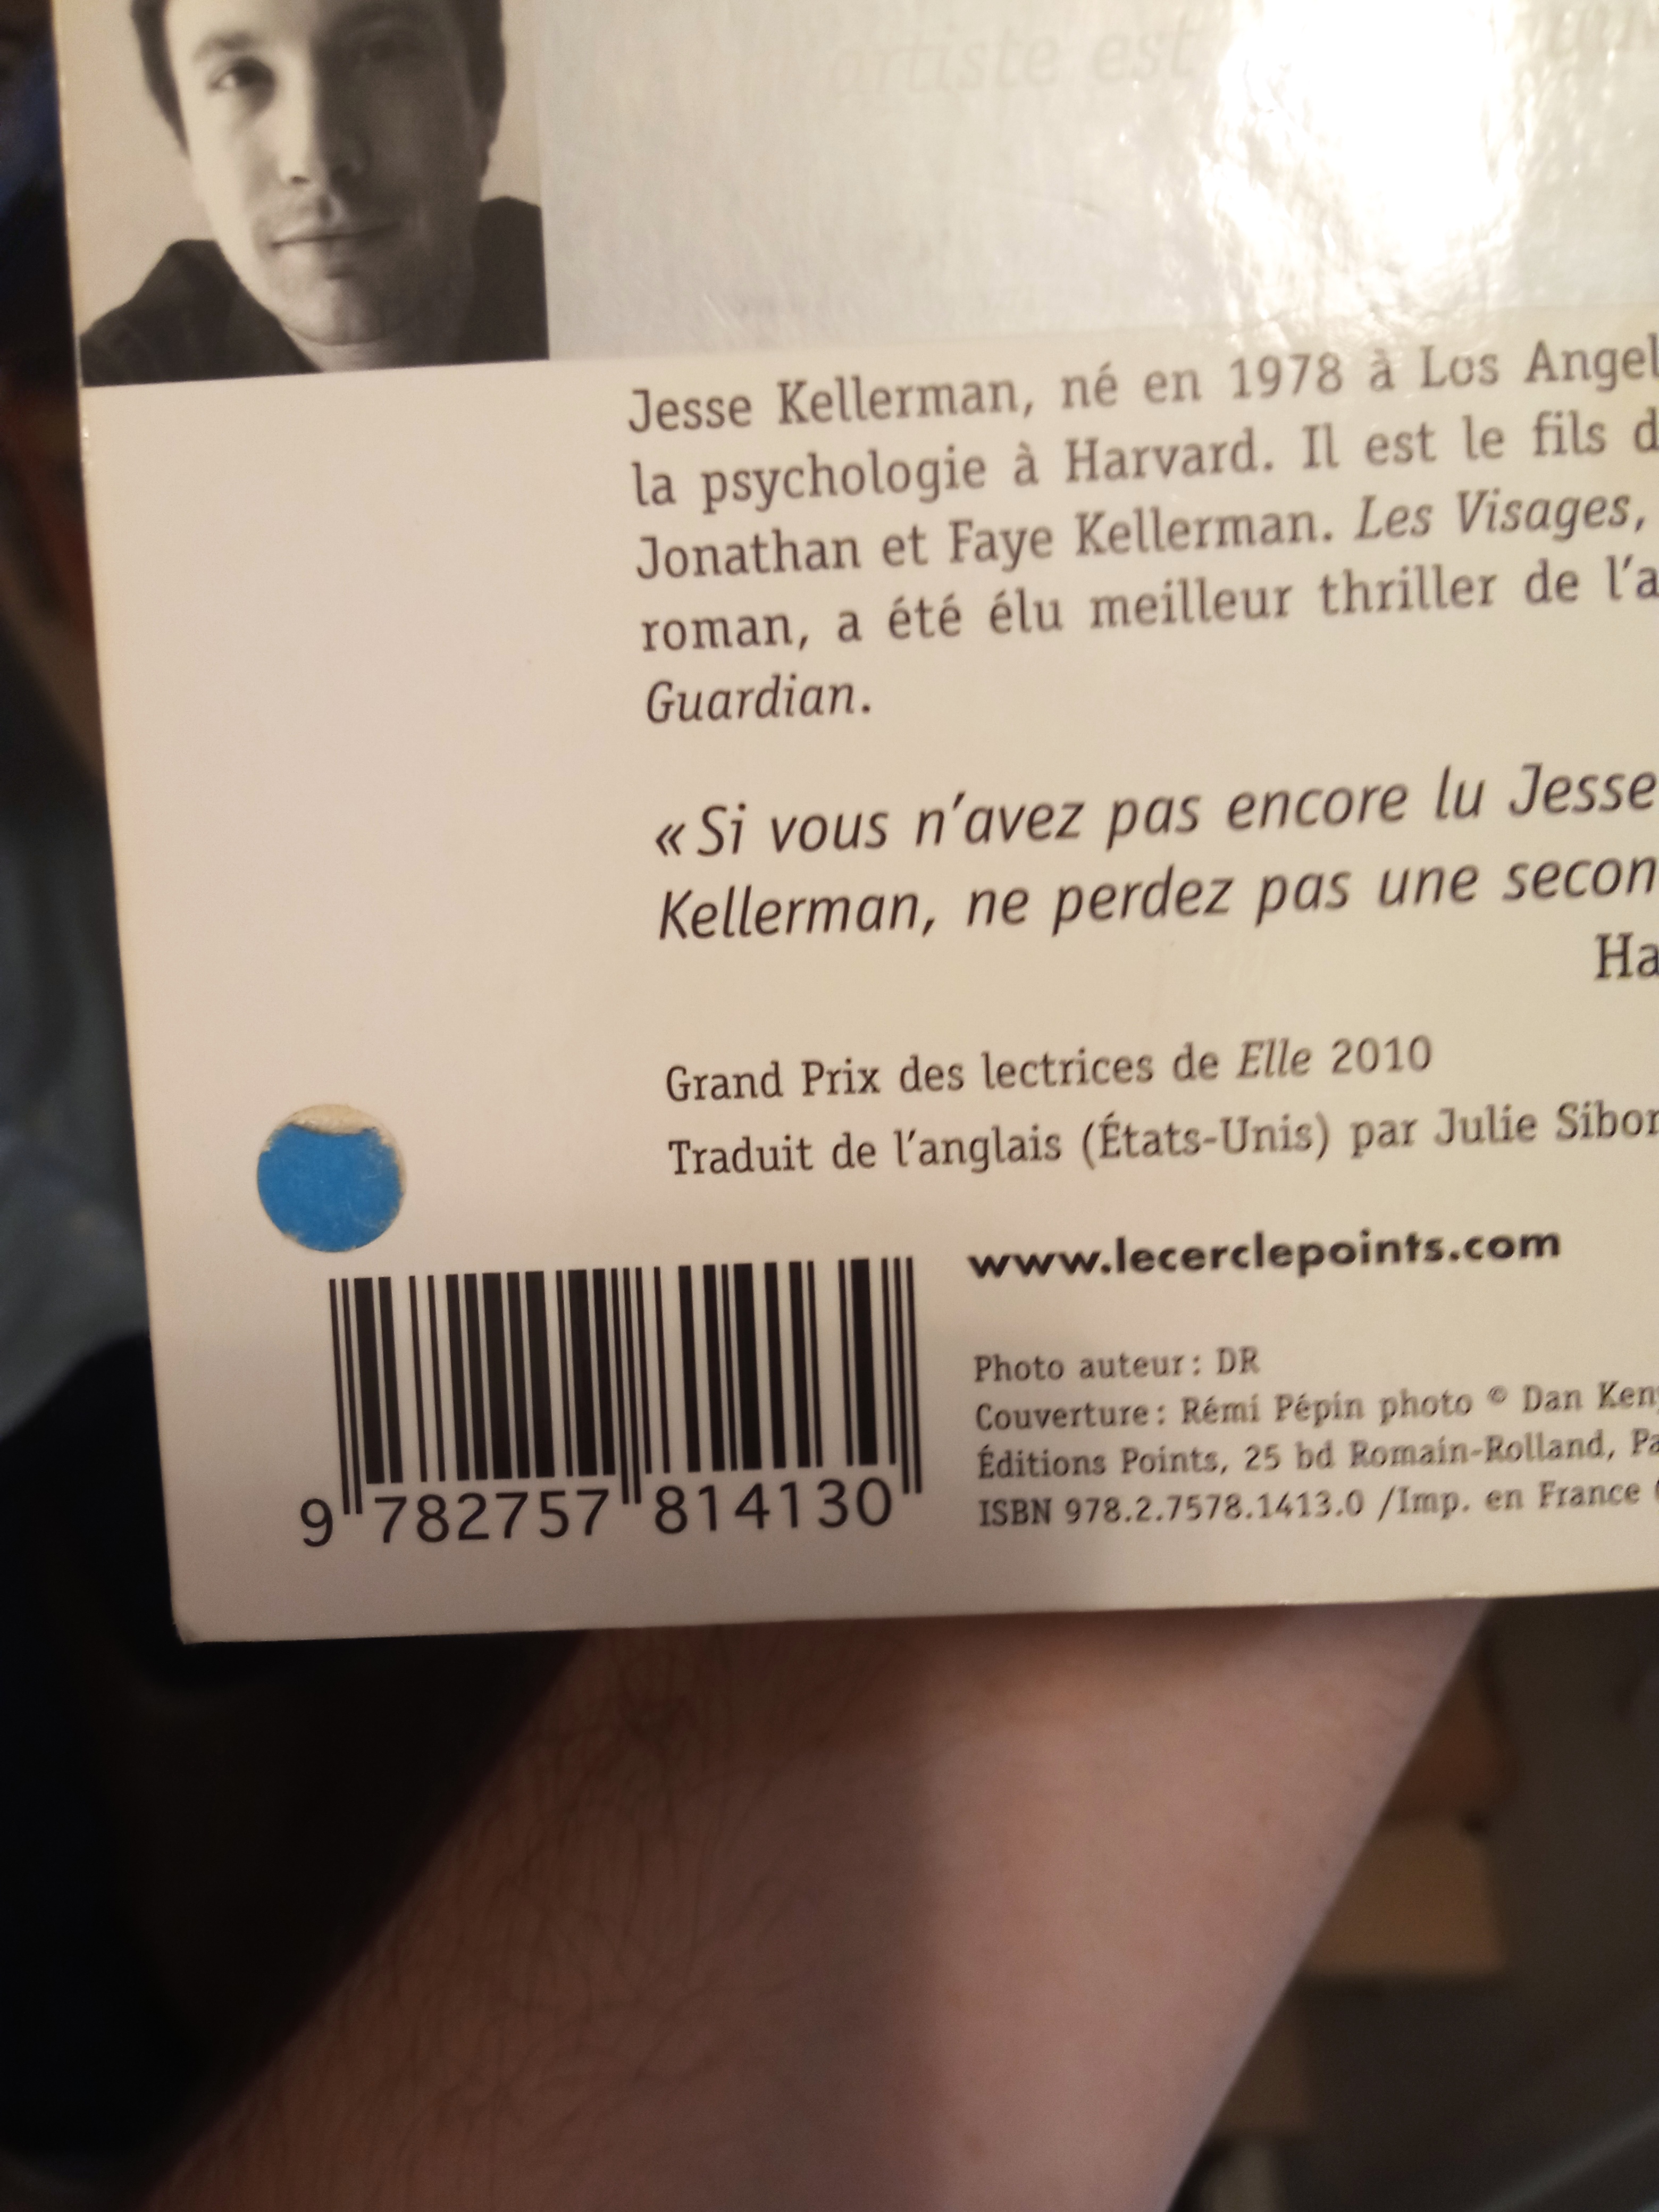 artiste est
Jesse Kellerman, né en 1978 à Los Angel
la psychologie à Harvard. Il est le fils d
Jonathan et Faye Kellerman. Les Visages,
roman, a été élu meilleur thriller de l'a
Guardian.
« Si vous n'avez pas encore lu Jesse
Kellerman, ne perdez pas une secon
Ha
Grand Prix des lectrices de Elle 2010
Traduit de l'anglais (États-Unis) par Julie Sibon
www.lecerclepoints.com
Photo auteur : DR
Couverture : Rémi Pépin photo © Dan Keny
Éditions Points, 25 bd Romain-Rolland, Pa
ISBN 978.2.7578.1413.0 /Imp. en France
9 782757 814130